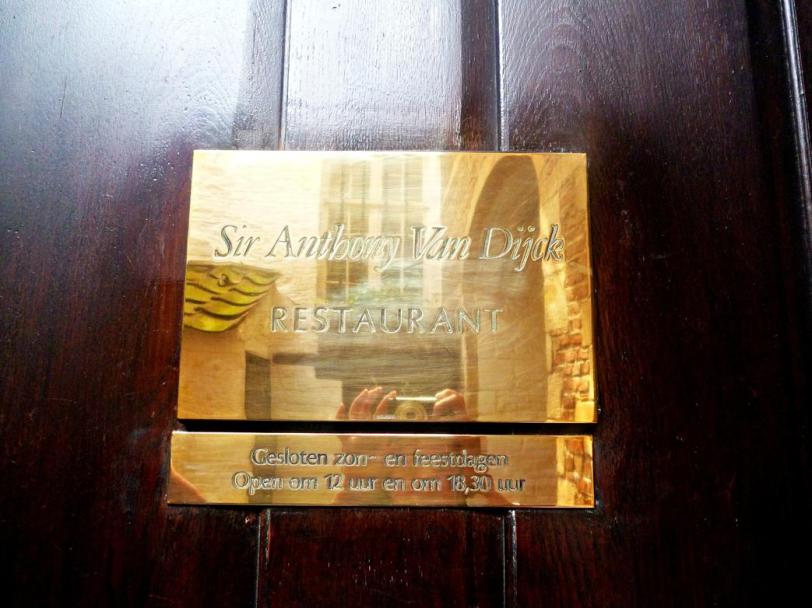 Sir Anthony Van Dijck
RESTAURANT
Gesloten zon- en feestdagen
Open om 12 uur en om 18,30 uur